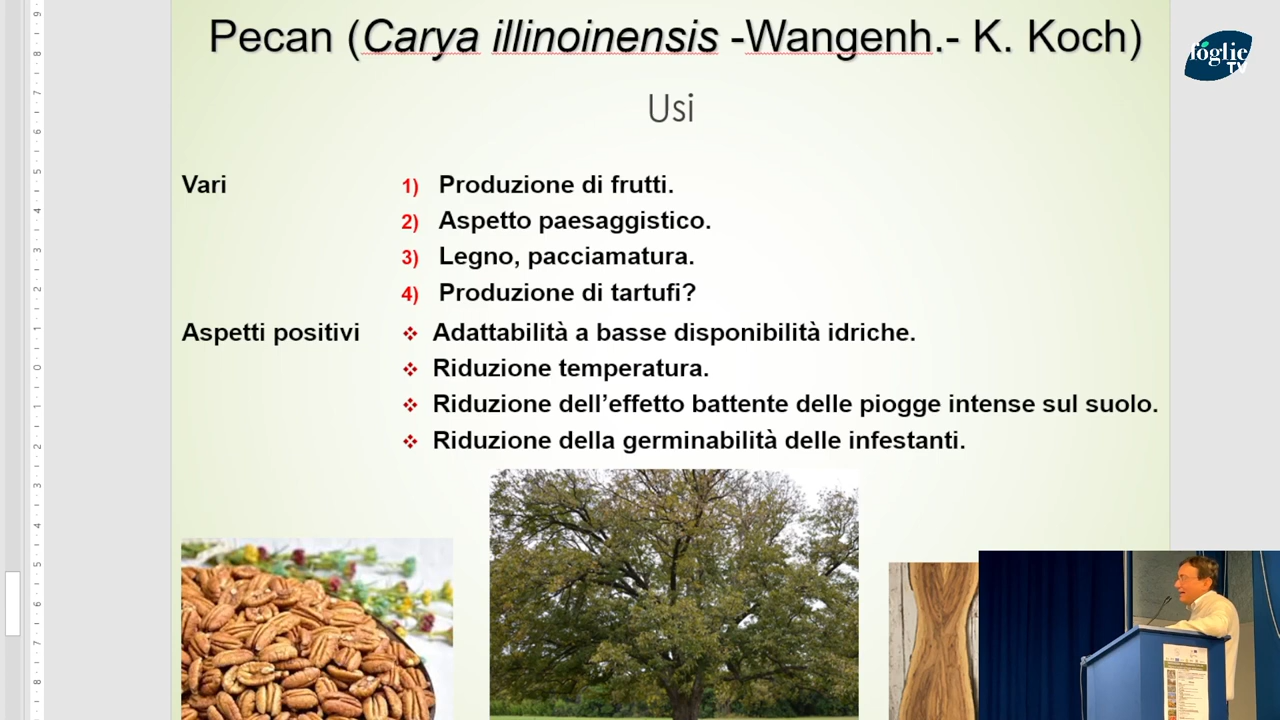 Pecan (Carya illinoinensis -Wangenh.- K. Koch)
foglie
TV
Usi
Vari
1) Produzione di frutti.
2) Aspetto paesaggistico.
3) Legno, pacciamatura.
4) Produzione di tartufi?
Aspetti positivi
❖ Adattabilità a basse disponibilità idriche.
❖ Riduzione temperatura.
❖ Riduzione dell’effetto battente delle piogge intense sul suolo.
❖ Riduzione della germinabilità delle infestanti.